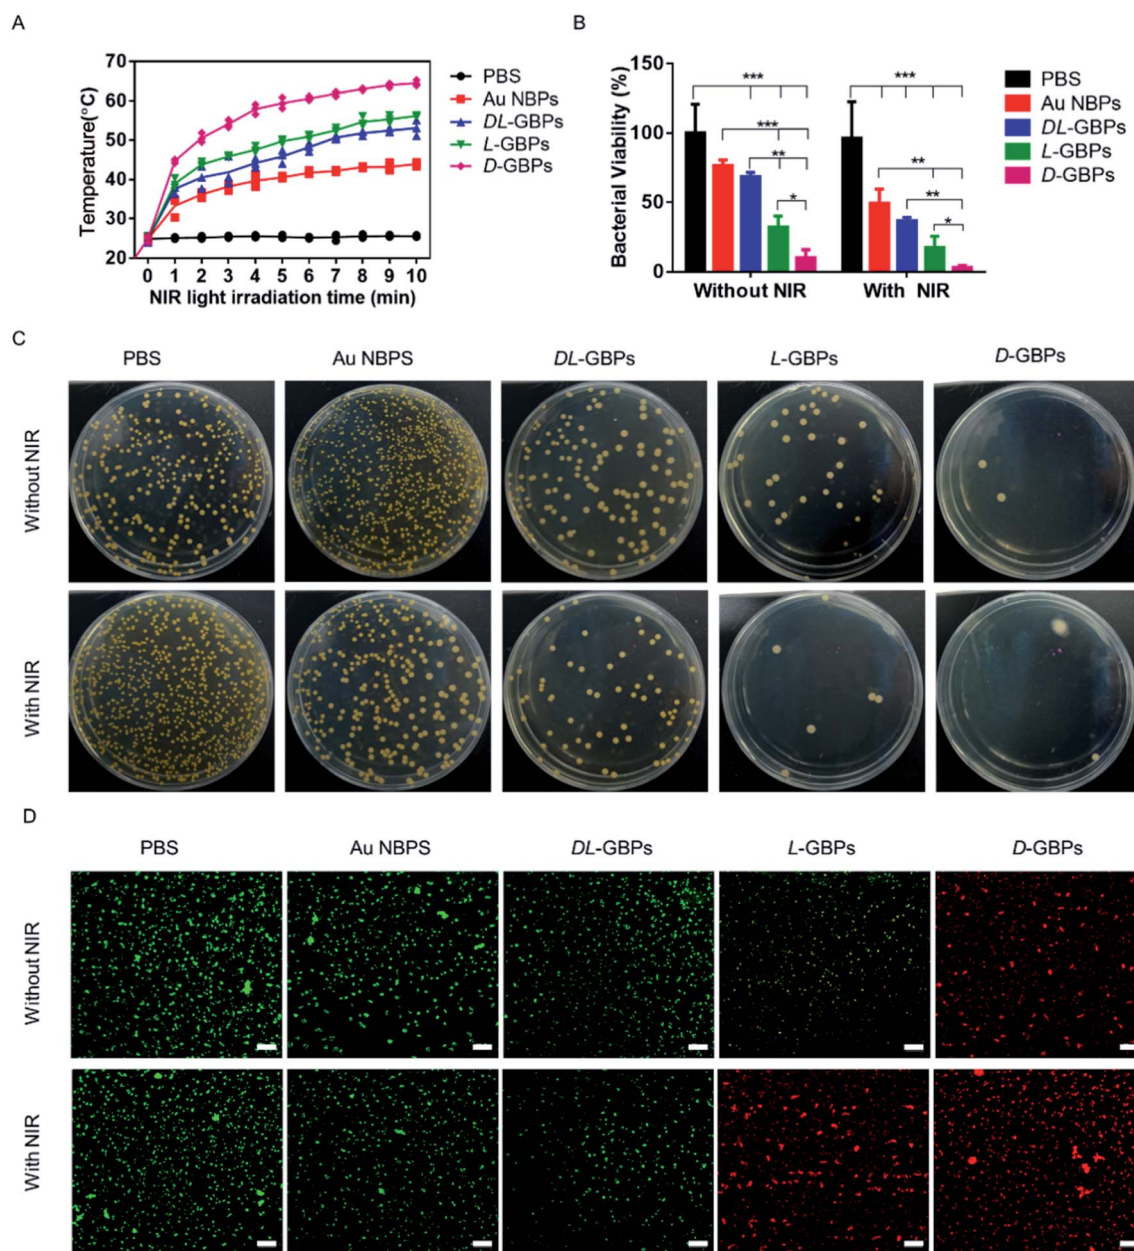 A
Temperature(°C)
70
60
50
40
30
20
0 1 2 3 4 5 6 7 8 9 10
NIR light irradiation time (min)
PBS
Au NBPs
DL-GBPs
L-GBPs
D-GBPs
B
Bacterial Viability (%)
150
100
50
0
*** ***
***
**
**
**
* *
Without NIR With NIR
PBS
Au NBPs
DL-GBPs
L-GBPs
D-GBPs
C
PBS Au NBPS DL-GBPs L-GBPs D-GBPs
Without NIR
With NIR
D
PBS Au NBPS DL-GBPs L-GBPs D-GBPs
Without NIR
With NIR